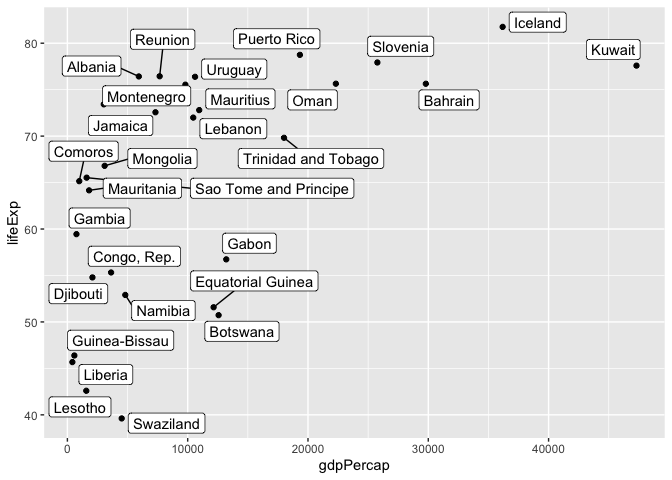 Iceland
Puerto Rico
Reunion
Slovenia
Kuwait
Albania
Uruguay
Montenegro
Mauritius
Oman
Bahrain
Jamaica
Lebanon
Comoros
Mongolia
Trinidad and Tobago
Mauritania
Sao Tome and Principe
Gambia
Gabon
Congo, Rep.
Equatorial Guinea
Djibouti
Namibia
Botswana
Guinea-Bissau
Liberia
Lesotho
Swaziland
80
70
60
50
40
lifeExp
0
10000
20000
30000
40000
gdpPercap